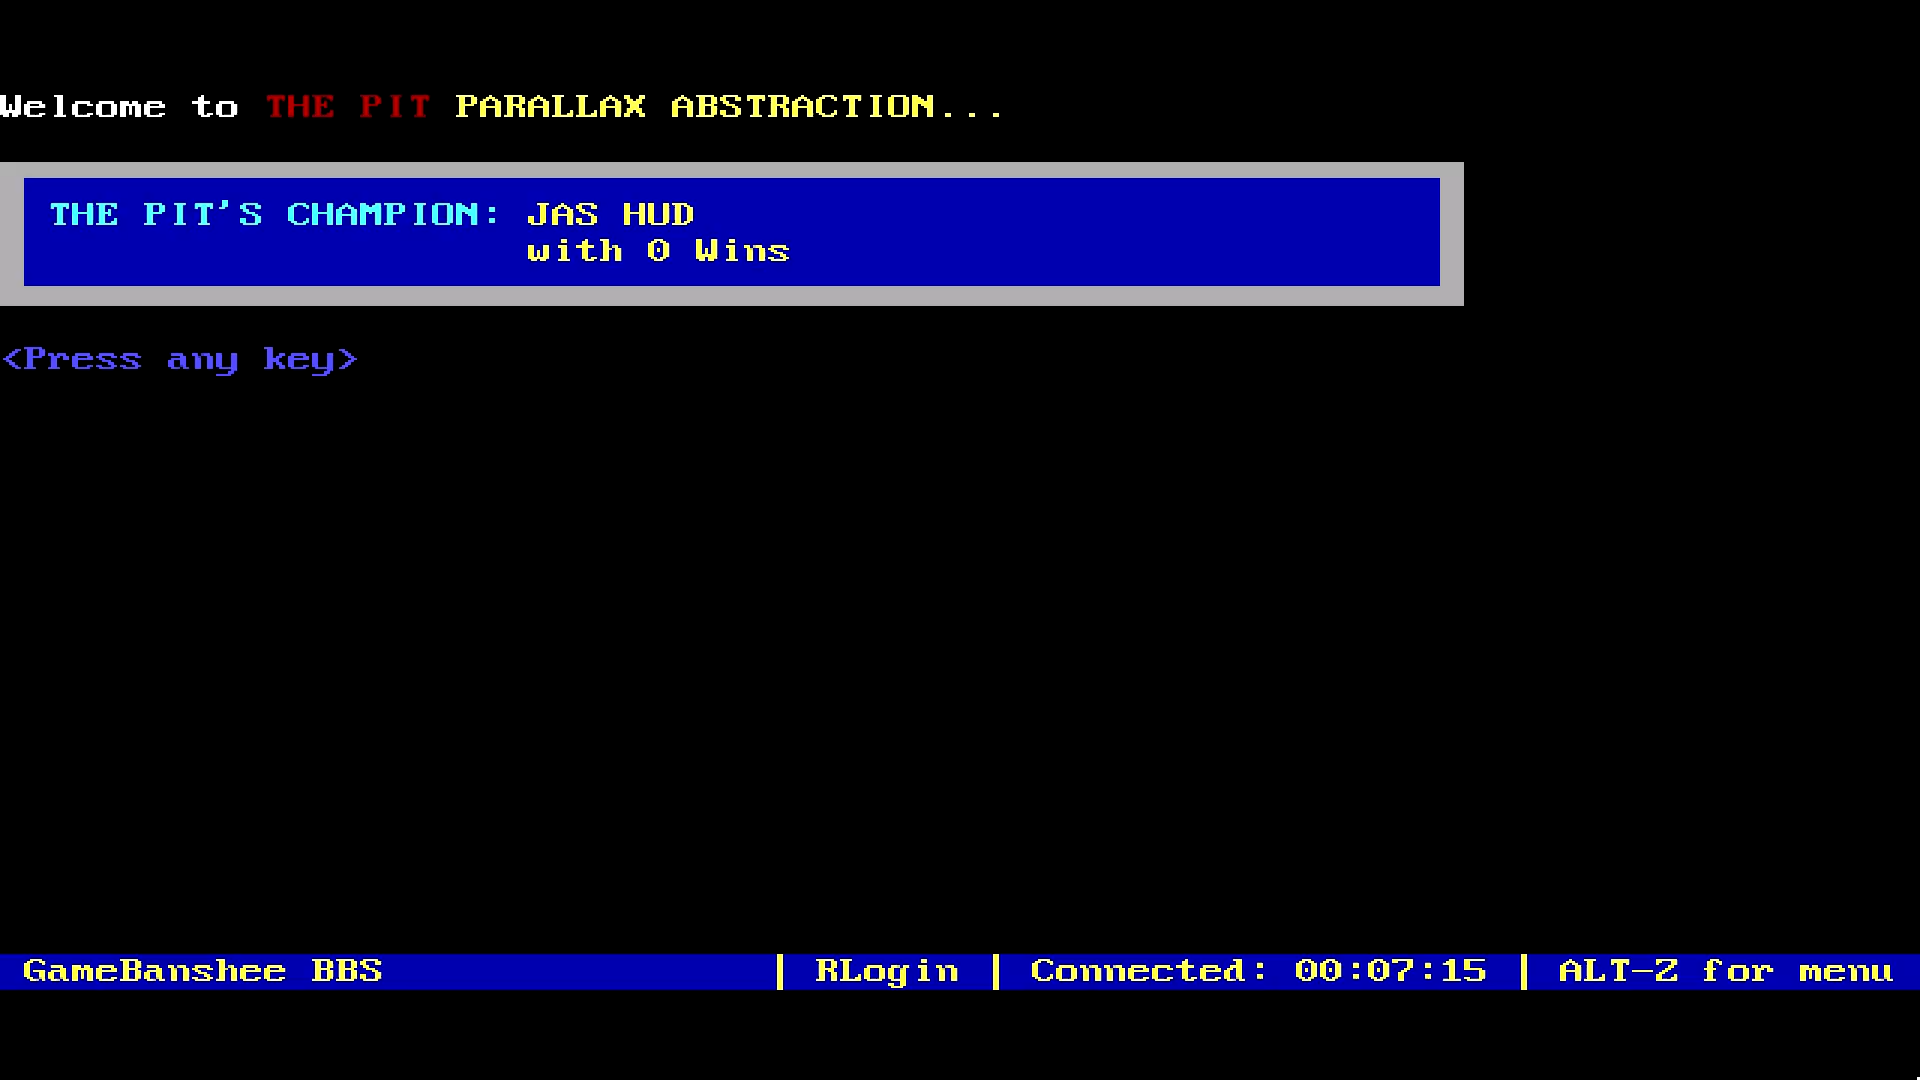 Welcome to THE PIT PARALLAX ABSTRACTION...
THE PIT'S CHAMPION: JAS HUD
with 0 Wins
<Press any key>
GameBanshee BBS | RLogin | Connected: 00:07:15 | ALT-Z for menu